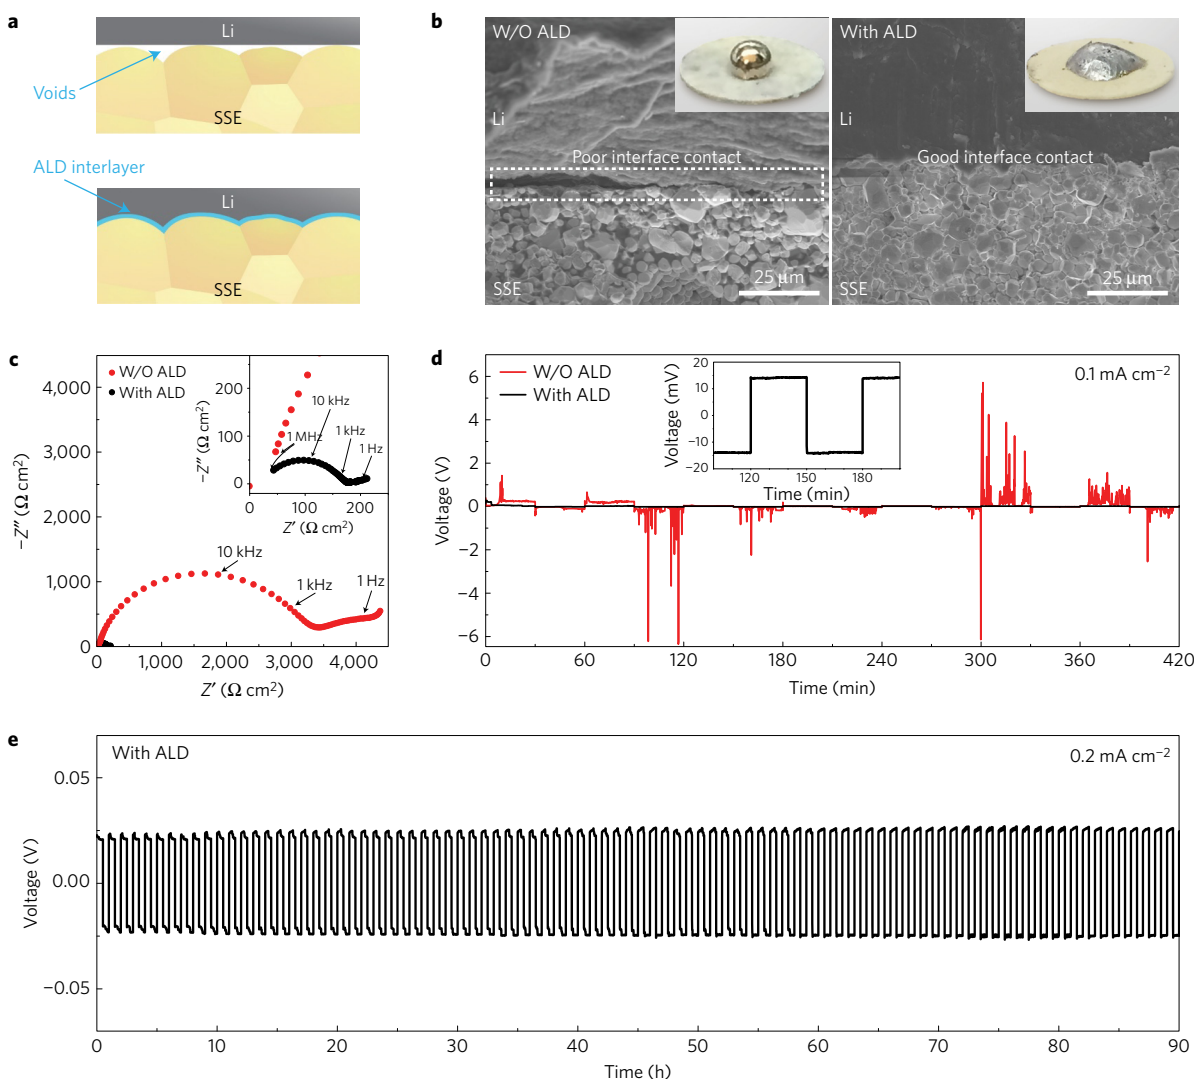 a
Li
Voids
SSE
ALD interlayer
Li
SSE
b
W/O ALD
Li
Poor interface contact
25 μm
SSE
With ALD
Li
Good interface contact
25 μm
SSE
c
W/O ALD
With ALD
4,000
3,000
2,000
1,000
0
−Z″ (Ω cm²)
0
1,000
2,000
3,000
4,000
Z′ (Ω cm²)
10 kHz
1 kHz
1 Hz
200
100
0
−Z″ (Ω cm²)
0
100
200
Z′ (Ω cm²)
1 MHz
10 kHz
1 kHz
1 Hz
d
W/O ALD
With ALD
0.1 mA cm⁻²
6
4
2
0
−2
−4
−6
Voltage (V)
0
60
120
180
240
300
360
420
Time (min)
20
10
0
−10
−20
Voltage (mV)
120
150
180
Time (min)
e
With ALD
0.2 mA cm⁻²
0.05
0.00
−0.05
Voltage (V)
0
10
20
30
40
50
60
70
80
90
Time (h)